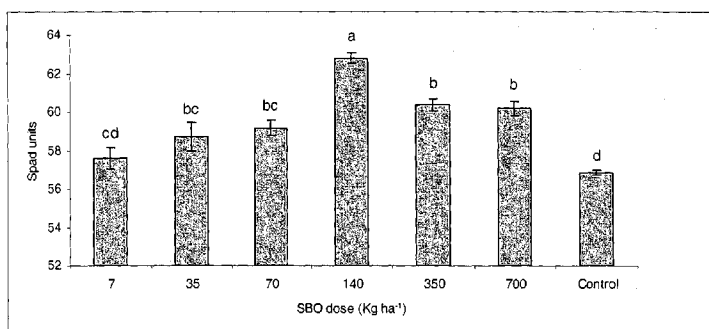 64
a
62
b
b
bc
bc
60
cd
58
d
56
54
52
Spad units
7 35 70 140 350 700 Control
SBO dose (Kg ha⁻¹)